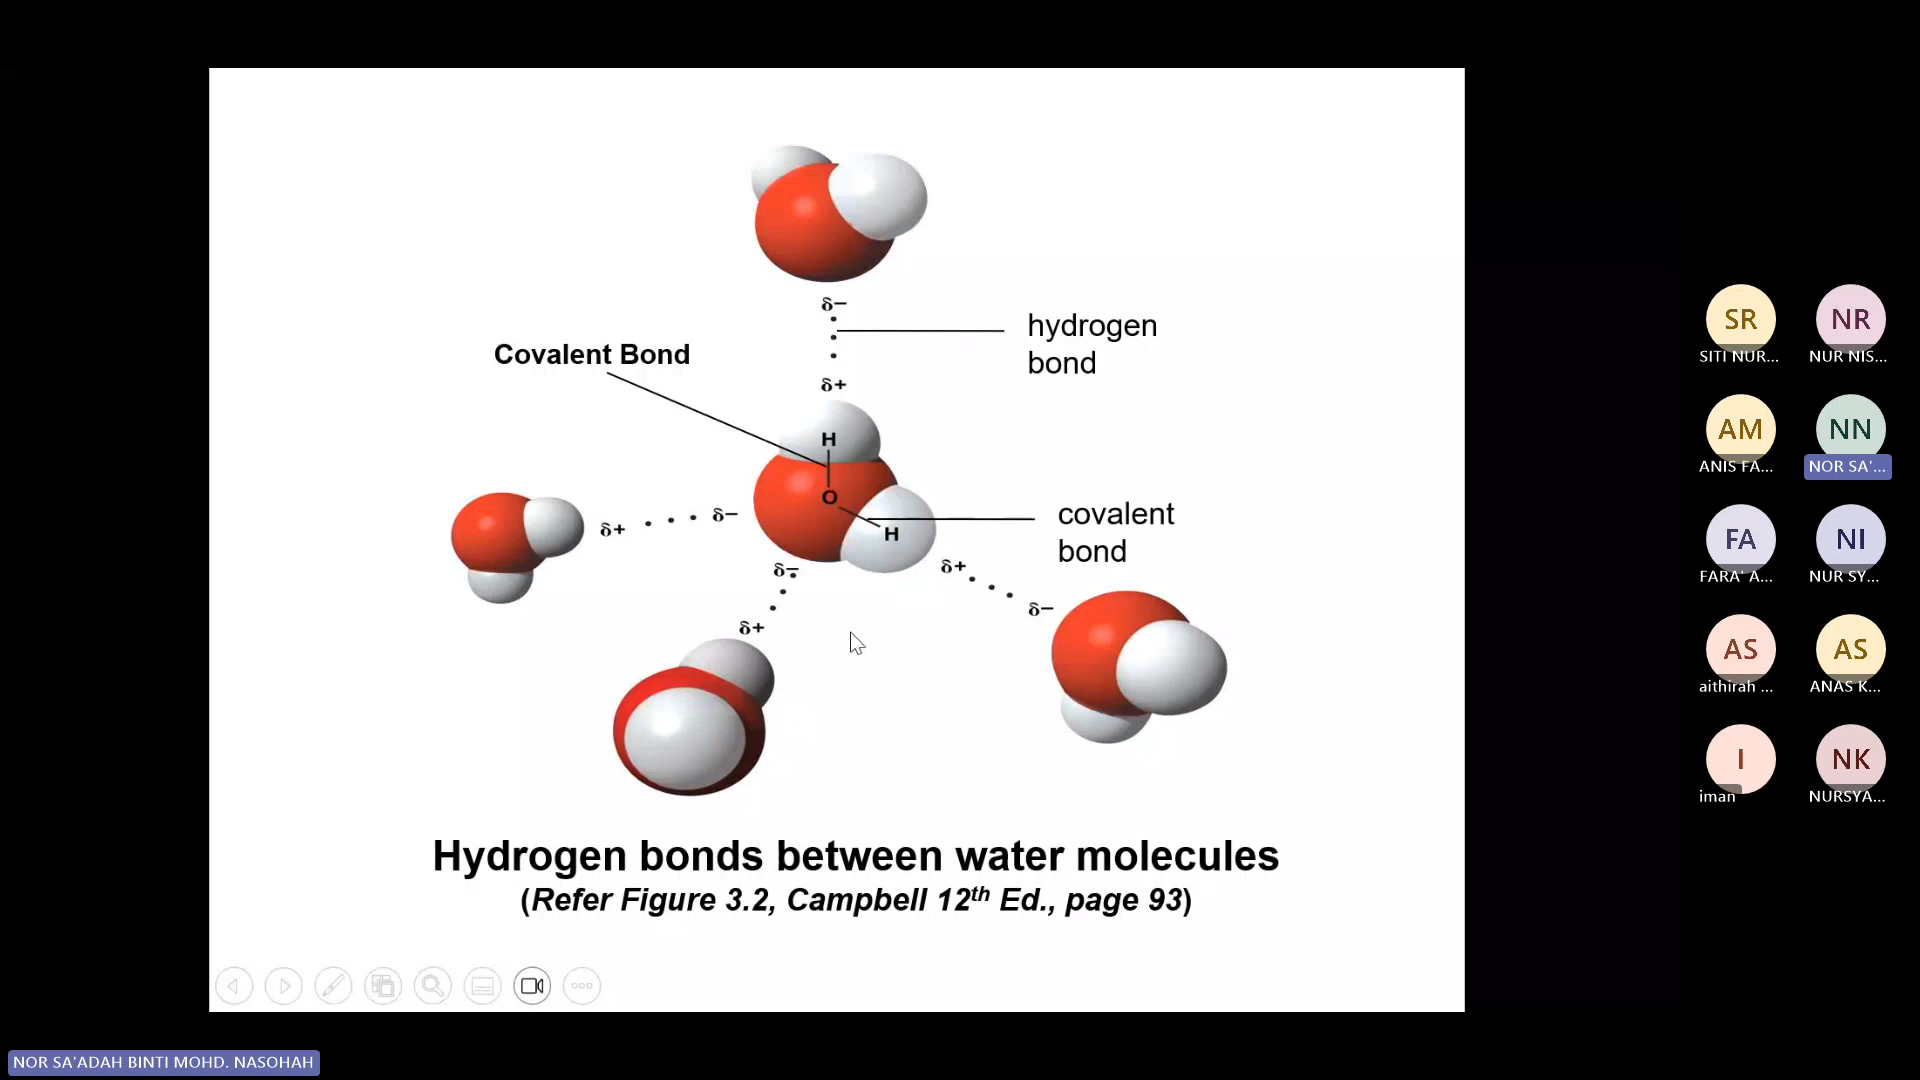 δ−
hydrogen
bond
Covalent Bond
δ+
H
O
H
covalent
bond
δ+
δ−
δ−
δ+
δ+
δ−
Hydrogen bonds between water molecules
(Refer Figure 3.2, Campbell 12th Ed., page 93)
SR
SITI NUR...
NR
NUR NIS...
AM
ANIS FA...
NN
NOR SA'...
FA
FARA' A...
NI
NUR SY...
AS
aithirah ...
AS
ANAS K...
I
iman
NK
NURSYA...
NOR SA'ADAH BINTI MOHD. NASOHAH